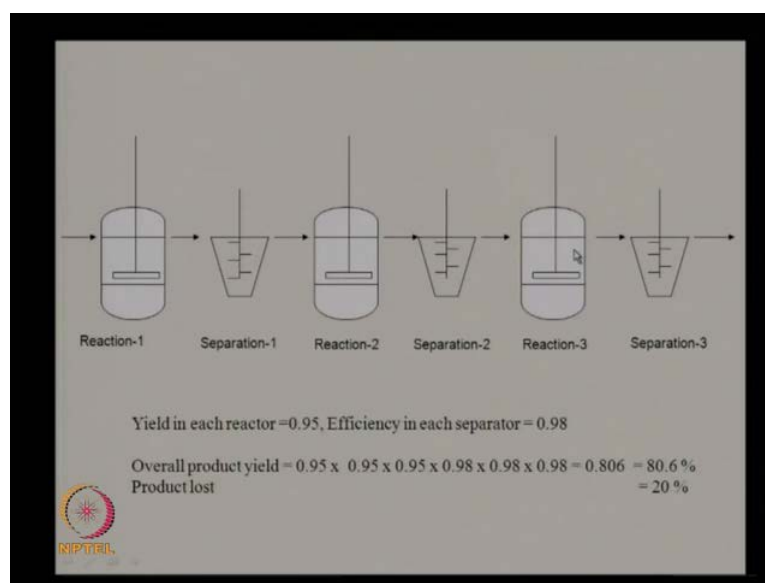 Reaction-1 Separation-1 Reaction-2 Separation-2 Reaction-3 Separation-3
Yield in each reactor =0.95, Efficiency in each separator = 0.98
Overall product yield = 0.95 x 0.95 x 0.95 x 0.98 x 0.98 x 0.98 = 0.806 = 80.6 %
Product lost = 20 %
NPTEL